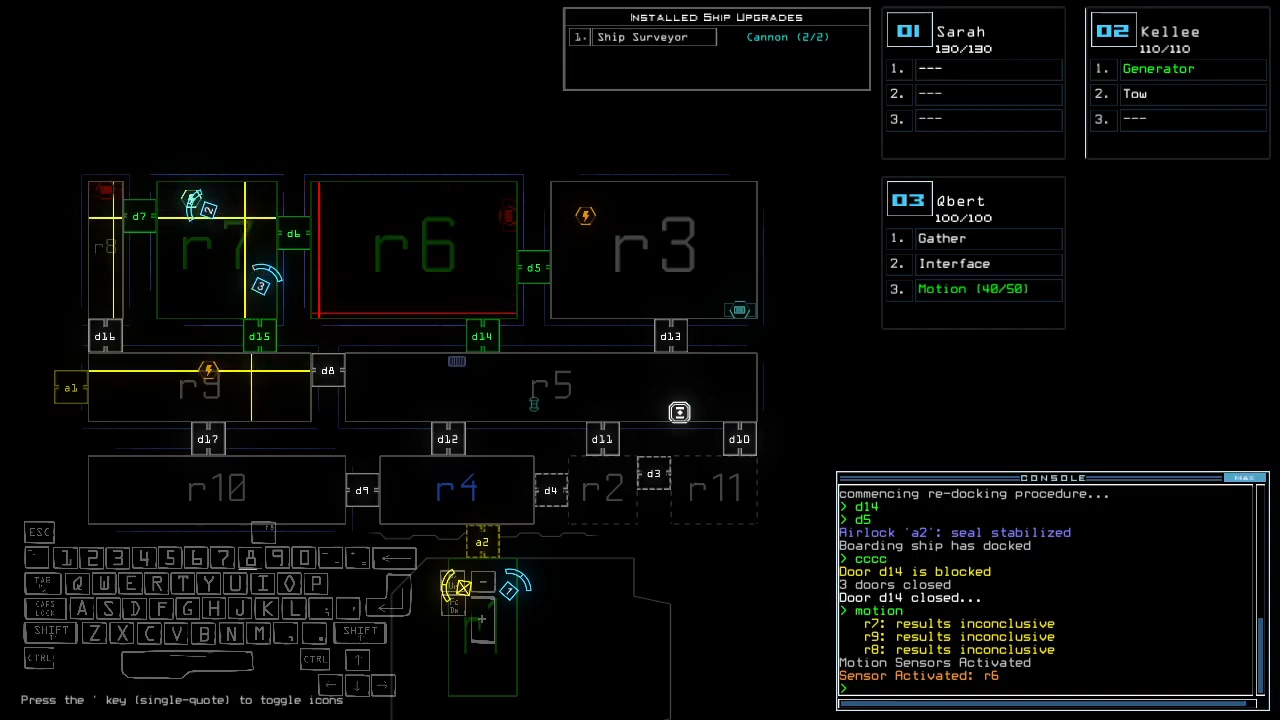 Installed Ship Upgrades
1. Ship Surveyor Cannon (2/2)
01 Sarah
130/130
1. ---
2. ---
3. ---
02 Kellee
110/110
1. Generator
2. Tow
3. ---
03 Qbert
100/100
1. Gather
2. Interface
3. Motion (40/50)
r8
d7
r7
2
3
d6
r6
d5
r3
d16
d15
d14
d13
a1
r9
d8
r5
d17
d12
d11
d10
r10
d9
r4
d4
r2
d3
r11
a2
1
ESC
1 2 3 4 5 6 7 8 9 0 - =
TAB Q W E R T Y U I O P
CAPS LOCK A S D F G H J K L ; '
SHIFT Z X C V B N M , . SHIFT
CTRL CTRL
Press the ' key (single-quote) to toggle icons
CONSOLE MAX
commencing re-docking procedure...
> d14
> d5
Airlock 'a2': seal stabilized
Boarding ship has docked
> cccc
Door d14 is blocked
3 doors closed
Door d14 closed...
> motion
r7: results inconclusive
r9: results inconclusive
r8: results inconclusive
Motion Sensors Activated
Sensor Activated: r6
>